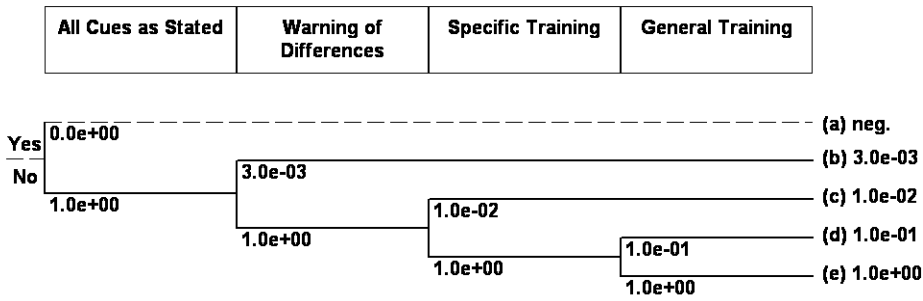 All Cues as Stated
Warning of
Differences
Specific Training
General Training
Yes
No
0.0e+00
(a) neg.
3.0e-03
(b) 3.0e-03
1.0e+00
1.0e-02
(c) 1.0e-02
1.0e+00
1.0e-01
(d) 1.0e-01
1.0e+00
1.0e+00
(e) 1.0e+00